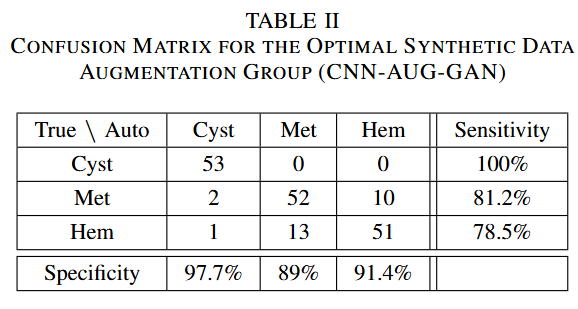 TABLE II
CONFUSION MATRIX FOR THE OPTIMAL SYNTHETIC DATA
AUGMENTATION GROUP (CNN-AUG-GAN)
True \ Auto Cyst Met Hem Sensitivity
Cyst 53 0 0 100%
Met 2 52 10 81.2%
Hem 1 13 51 78.5%
Specificity 97.7% 89% 91.4%